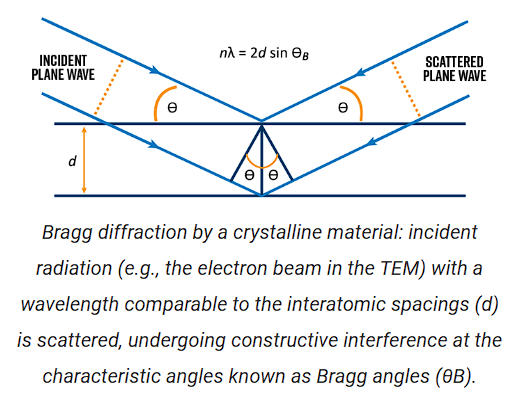 INCIDENT
PLANE WAVE
nλ = 2d sin ΘB
SCATTERED
PLANE WAVE
Θ
Θ
d
Θ
Θ
Bragg diffraction by a crystalline material: incident
radiation (e.g., the electron beam in the TEM) with a
wavelength comparable to the interatomic spacings (d)
is scattered, undergoing constructive interference at the
characteristic angles known as Bragg angles (θB).